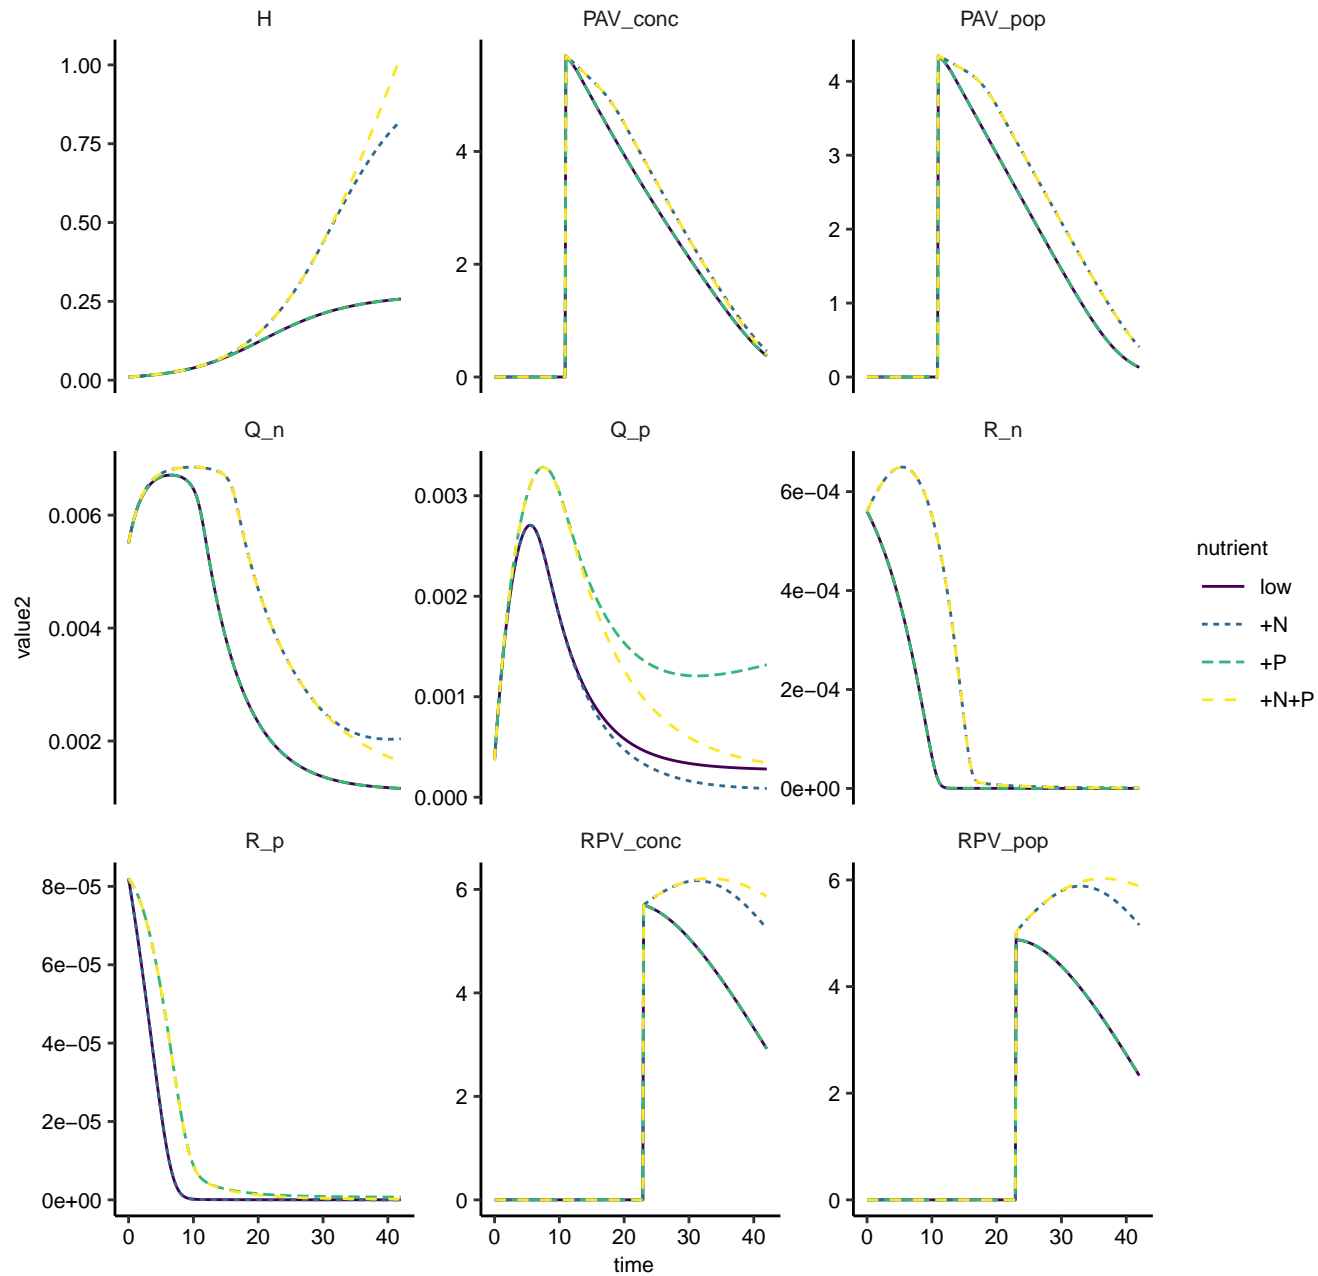 H
PAV_conc
PAV_pop
1.00
0.75
0.50
0.25
0.00
4
2
0
4
3
2
1
0
Q_n
Q_p
R_n
0.006
0.004
0.002
0.003
0.002
0.001
0.000
6e−04
4e−04
2e−04
0e+00
value2
nutrient
low
+N
+P
+N+P
R_p
RPV_conc
RPV_pop
8e−05
6e−05
4e−05
2e−05
0e+00
6
4
2
0
6
4
2
0
0 10 20 30 40
0 10 20 30 40
0 10 20 30 40
time